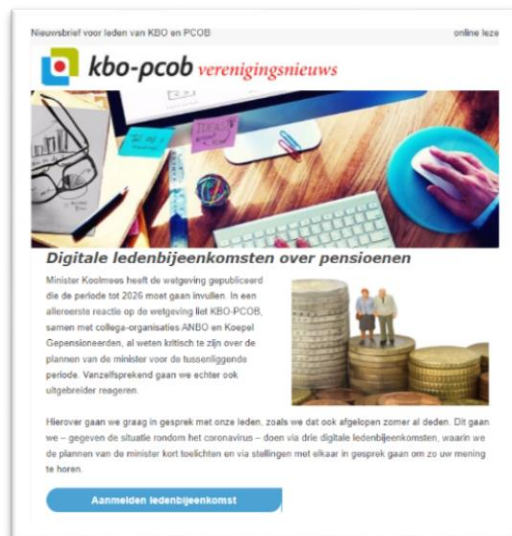 Nieuwsbrief voor leden van KBO en PCOB
online leze
kbo-pcob verenigingsnieuws
IDEAS
Digitale ledenbijeenkomsten over pensioenen
Minister Koolmees heeft de wetgeving gepubliceerd
die de periode tot 2026 moet gaan invullen. In een
allereerste reactie op de wetgeving liet KBO-PCOB,
samen met collega-organisaties ANBO en Koepel
Gepensioneerden, al weten kritisch te zijn over de
plannen van de minister voor de tussenliggende
periode. Vanzelfsprekend gaan we echter ook
uitgebreider reageren.
Hierover gaan we graag in gesprek met onze leden, zoals we dat ook afgelopen zomer al deden. Dit gaan
we – gegeven de situatie rondom het coronavirus – doen via drie digitale ledenbijeenkomsten, waarin we
de plannen van de minister kort toelichten en via stellingen met elkaar in gesprek gaan om zo uw mening
te horen.
Aanmelden ledenbijeenkomst